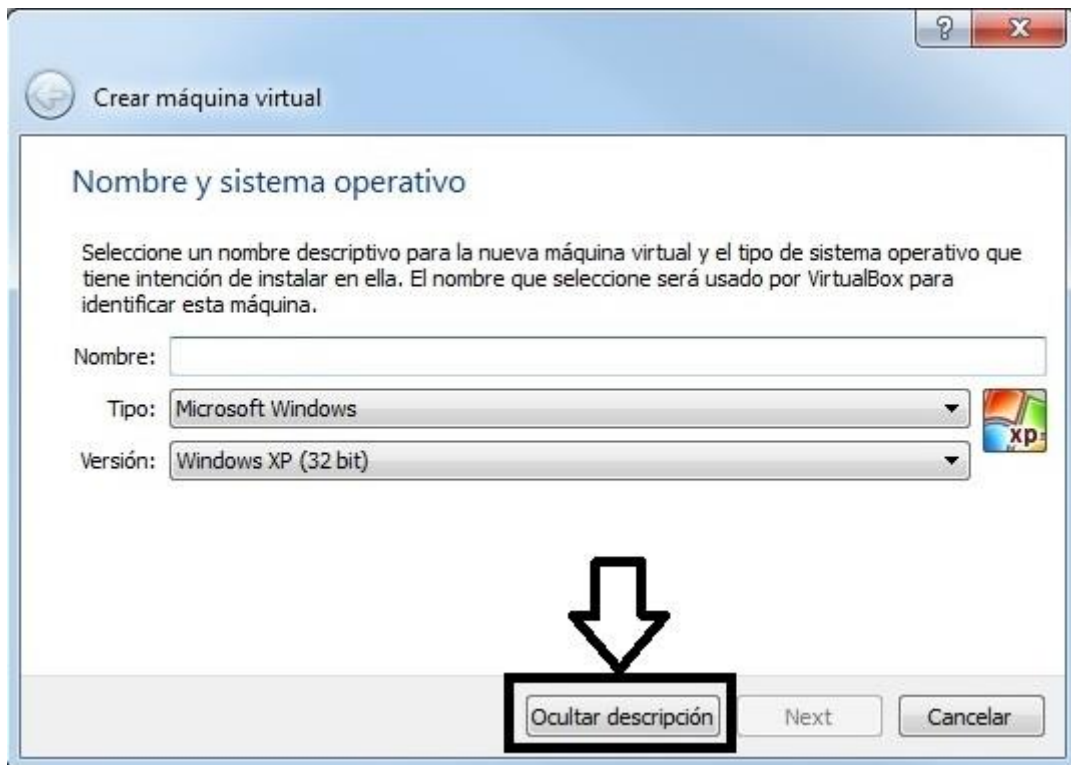 Crear máquina virtual
Nombre y sistema operativo
Seleccione un nombre descriptivo para la nueva máquina virtual y el tipo de sistema operativo que
tiene intención de instalar en ella. El nombre que seleccione será usado por VirtualBox para
identificar esta máquina.
Nombre:
Tipo: Microsoft Windows
xp
Versión: Windows XP (32 bit)
Ocultar descripción Next Cancelar